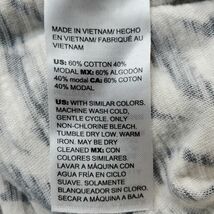 MADE IN VIETNAM/ HECHO
EN VIETNAM/ FABRIQUÉ AU
VIETNAM
US: 60% COTTON 40%
MODAL MX: 60% ALGODÓN
40% MODAL CA: 60% COTON
40% MODAL
US: WITH SIMILAR COLORS.
MACHINE WASH COLD,
GENTLE CYCLE. ONLY
NON-CHLORINE BLEACH.
TUMBLE DRY LOW. WARM
IRON. MAY BE DRY
CLEANED MX: CON
COLORES SIMILARES
LAVAR A MÁQUINA CON
AGUA FRÍA EN CICLO
SUAVE. SOLAMENTE
BLANQUEADOR SIN CLORO.
SECAR A MÁQUINA BAJO